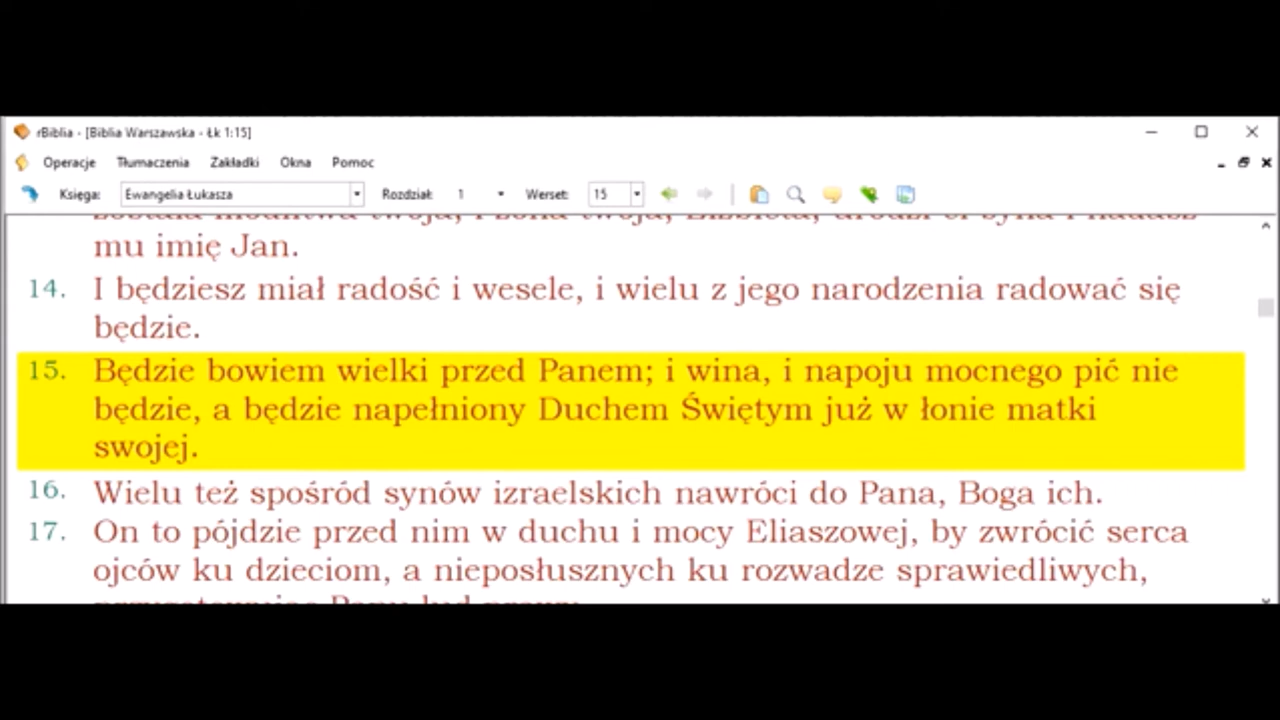 rBiblia - [Biblia Warszawska - Łk 1:15]
Operacje Tłumaczenia Zakładki Okna Pomoc
Księga: Ewangelia Łukasza Rozdział: 1 Werset: 15
mu imię Jan.
14. I będziesz miał radość i wesele, i wielu z jego narodzenia radować się
będzie.
15. Będzie bowiem wielki przed Panem; i wina, i napoju mocnego pić nie
będzie, a będzie napełniony Duchem Świętym już w łonie matki
swojej.
16. Wielu też spośród synów izraelskich nawróci do Pana, Boga ich.
17. On to pójdzie przed nim w duchu i mocy Eliaszowej, by zwrócić serca
ojców ku dzieciom, a nieposłusznych ku rozwadze sprawiedliwych,